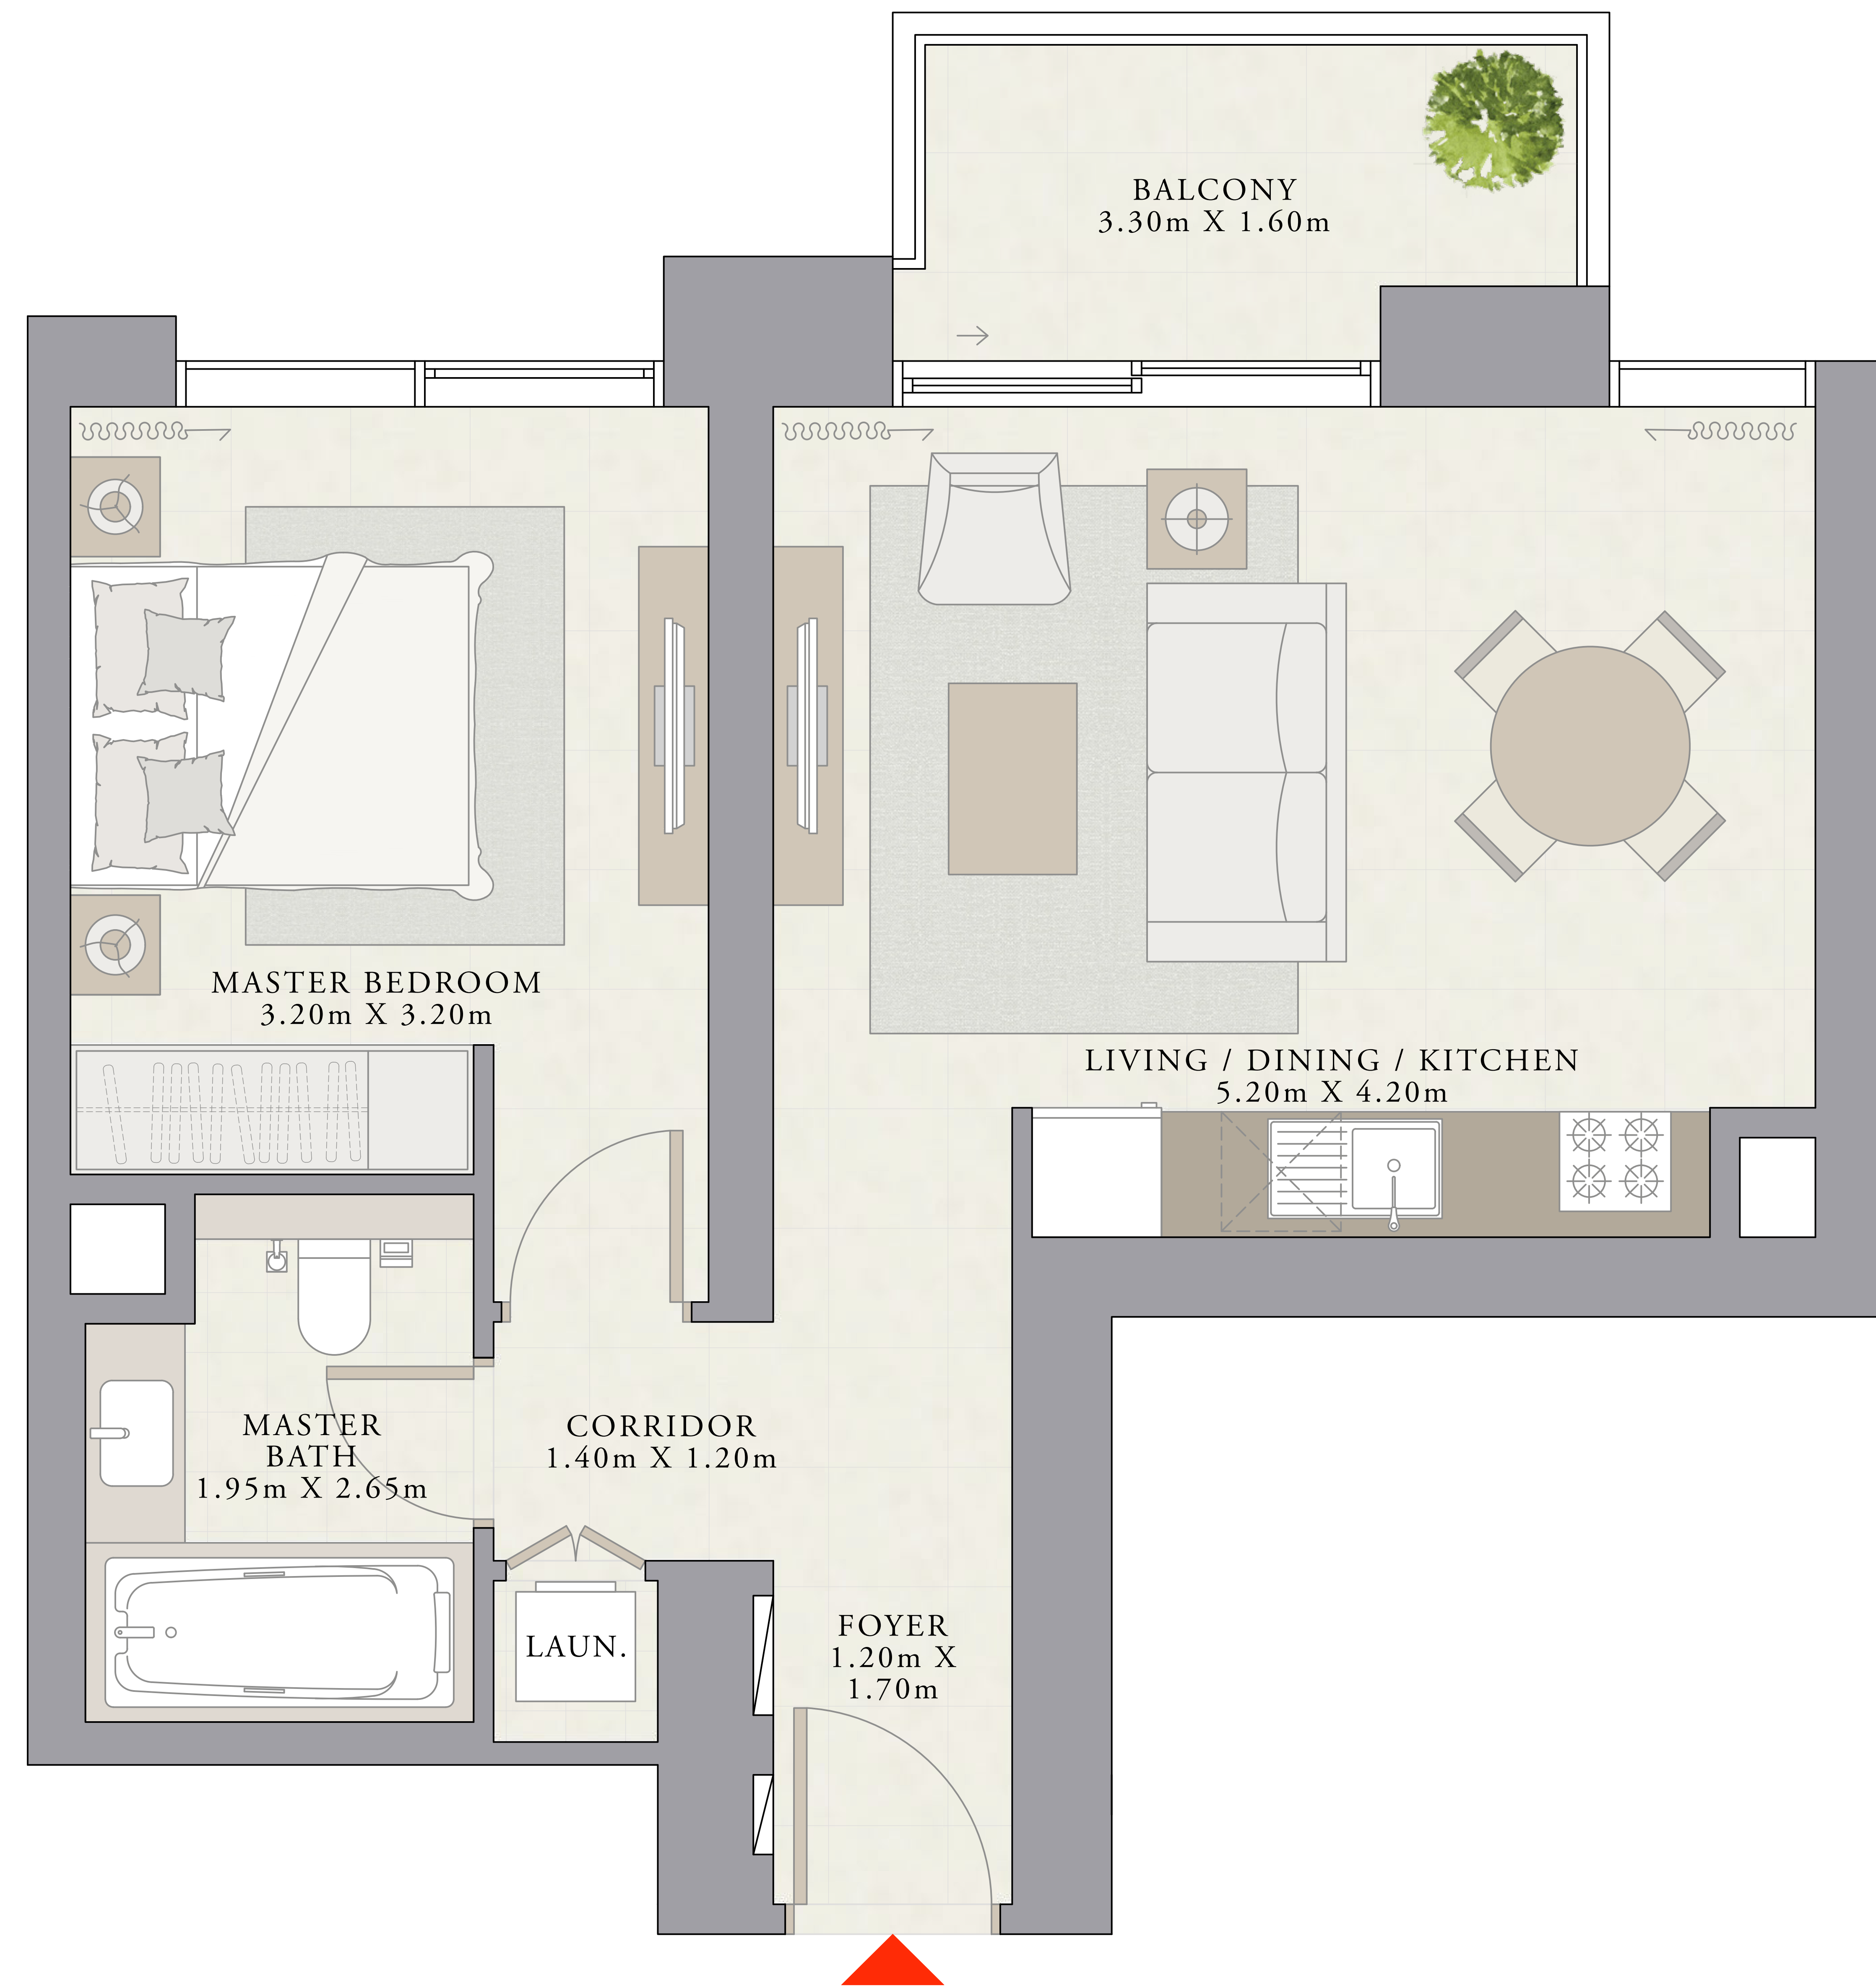 BALCONY
3.30m X 1.60m
MASTER BEDROOM
3.20m X 3.20m
LIVING / DINING / KITCHEN
5.20m X 4.20m
MASTER
BATH
1.95m X 2.65m
CORRIDOR
1.40m X 1.20m
LAUN.
FOYER
1.20m X
1.70m